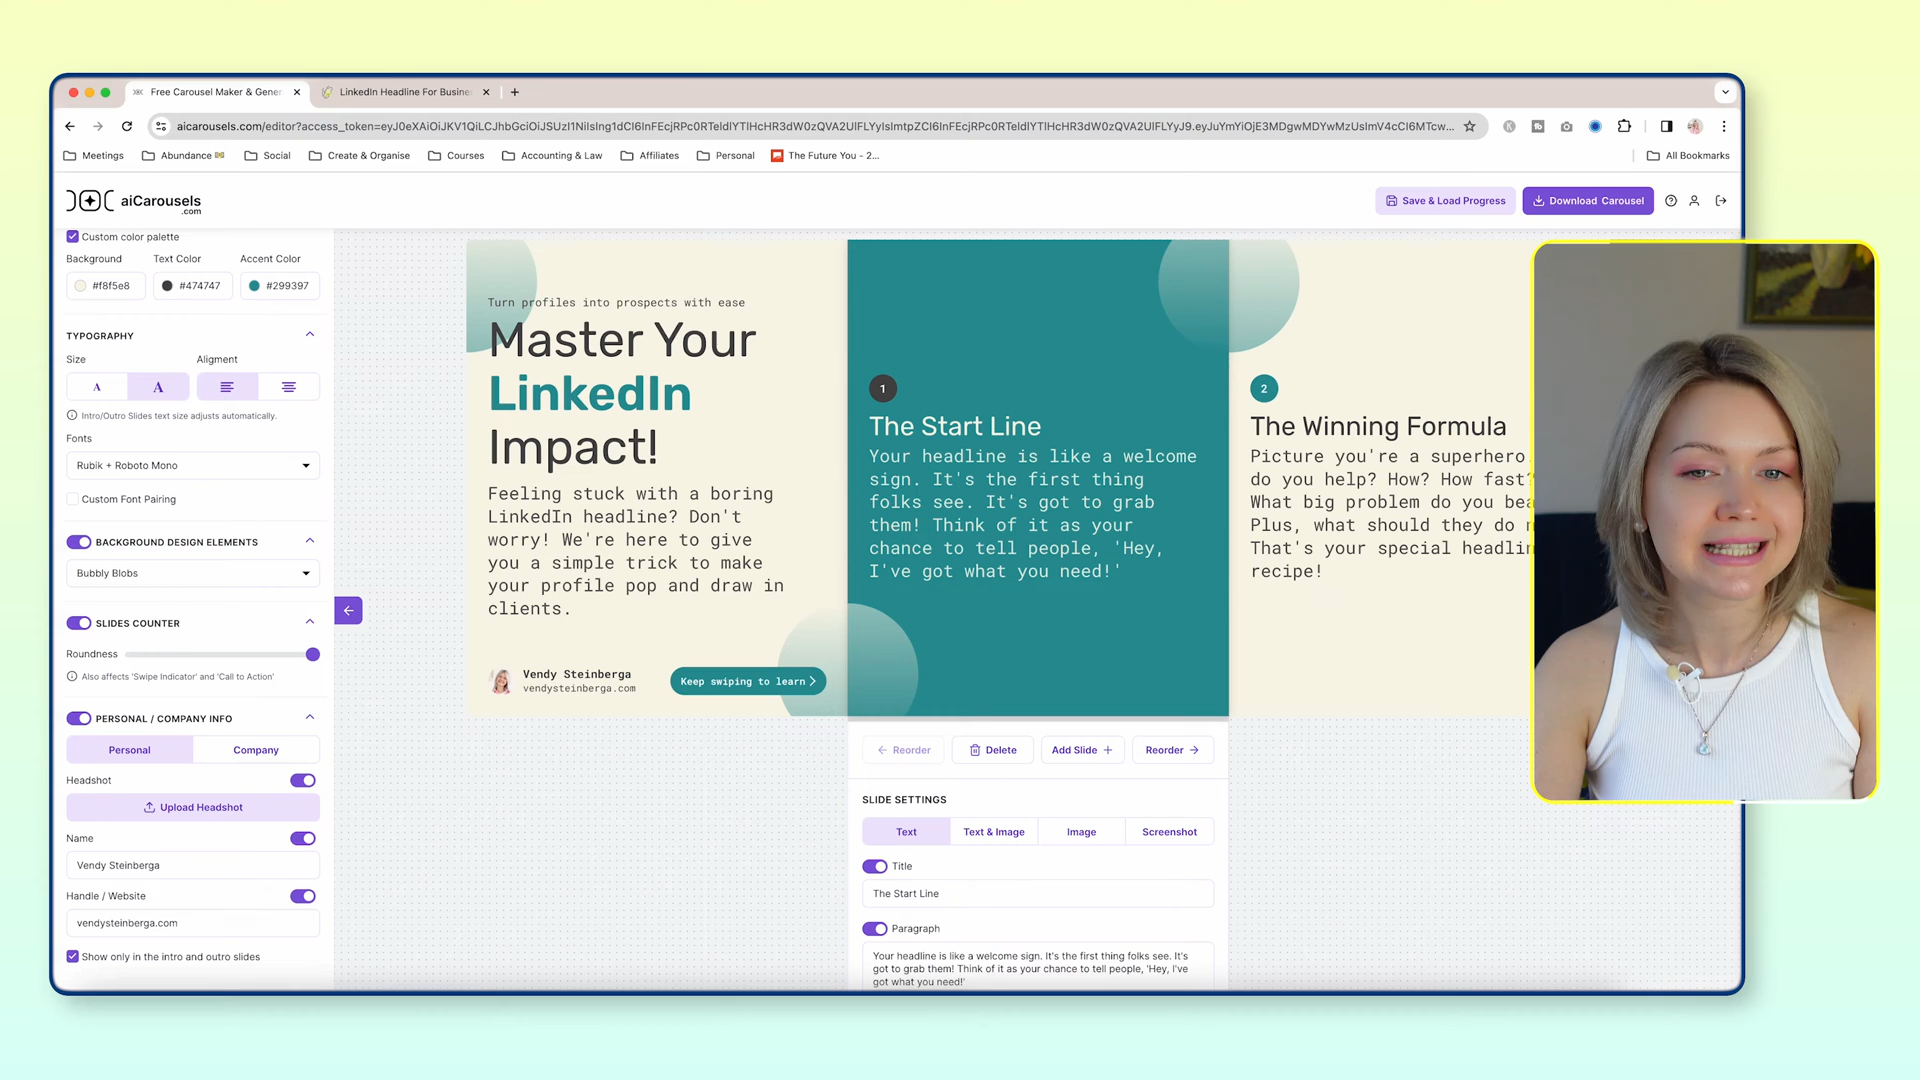 Free Carousel Maker & Gener
LinkedIn Headline For Busine
Meetings
Abundance
Social
Create & Organise
Courses
Accounting & Law
Affiliates
Personal
The Future You - 2...
All Bookmarks
aiCarousels
.com
Save & Load Progress
Download Carousel
Custom color palette
Background
Text Color
Accent Color
#f8f5e8
#474747
#299397
TYPOGRAPHY
Size
Aligment
A
A
Intro/Outro Slides text size adjusts automatically.
Fonts
Rubik + Roboto Mono
Custom Font Pairing
BACKGROUND DESIGN ELEMENTS
Bubbly Blobs
SLIDES COUNTER
Roundness
Also affects 'Swipe Indicator' and 'Call to Action'
PERSONAL / COMPANY INFO
Personal
Company
Headshot
Upload Headshot
Name
Vendy Steinberga
Handle / Website
vendysteinberga.com
Show only in the intro and outro slides
Turn profiles into prospects with ease
Master Your
LinkedIn
Impact!
Feeling stuck with a boring
LinkedIn headline? Don't
worry! We're here to give
you a simple trick to make
your profile pop and draw in
clients.
Vendy Steinberga
vendysteinberga.com
Keep swiping to learn
1
The Start Line
Your headline is like a welcome
sign. It's the first thing
folks see. It's got to grab
them! Think of it as your
chance to tell people, 'Hey,
I've got what you need!'
2
The Winning Formula
Picture you're a superhero.
do you help? How? How fast?
What big problem do you bea
Plus, what should they do
That's your special headlin
recipe!
Reorder
Delete
Add Slide
Reorder
SLIDE SETTINGS
Text
Text & Image
Image
Screenshot
Title
The Start Line
Paragraph
Your headline is like a welcome sign. It's the first thing folks see. It's
got to grab them! Think of it as your chance to tell people, 'Hey, I've
got what you need!'